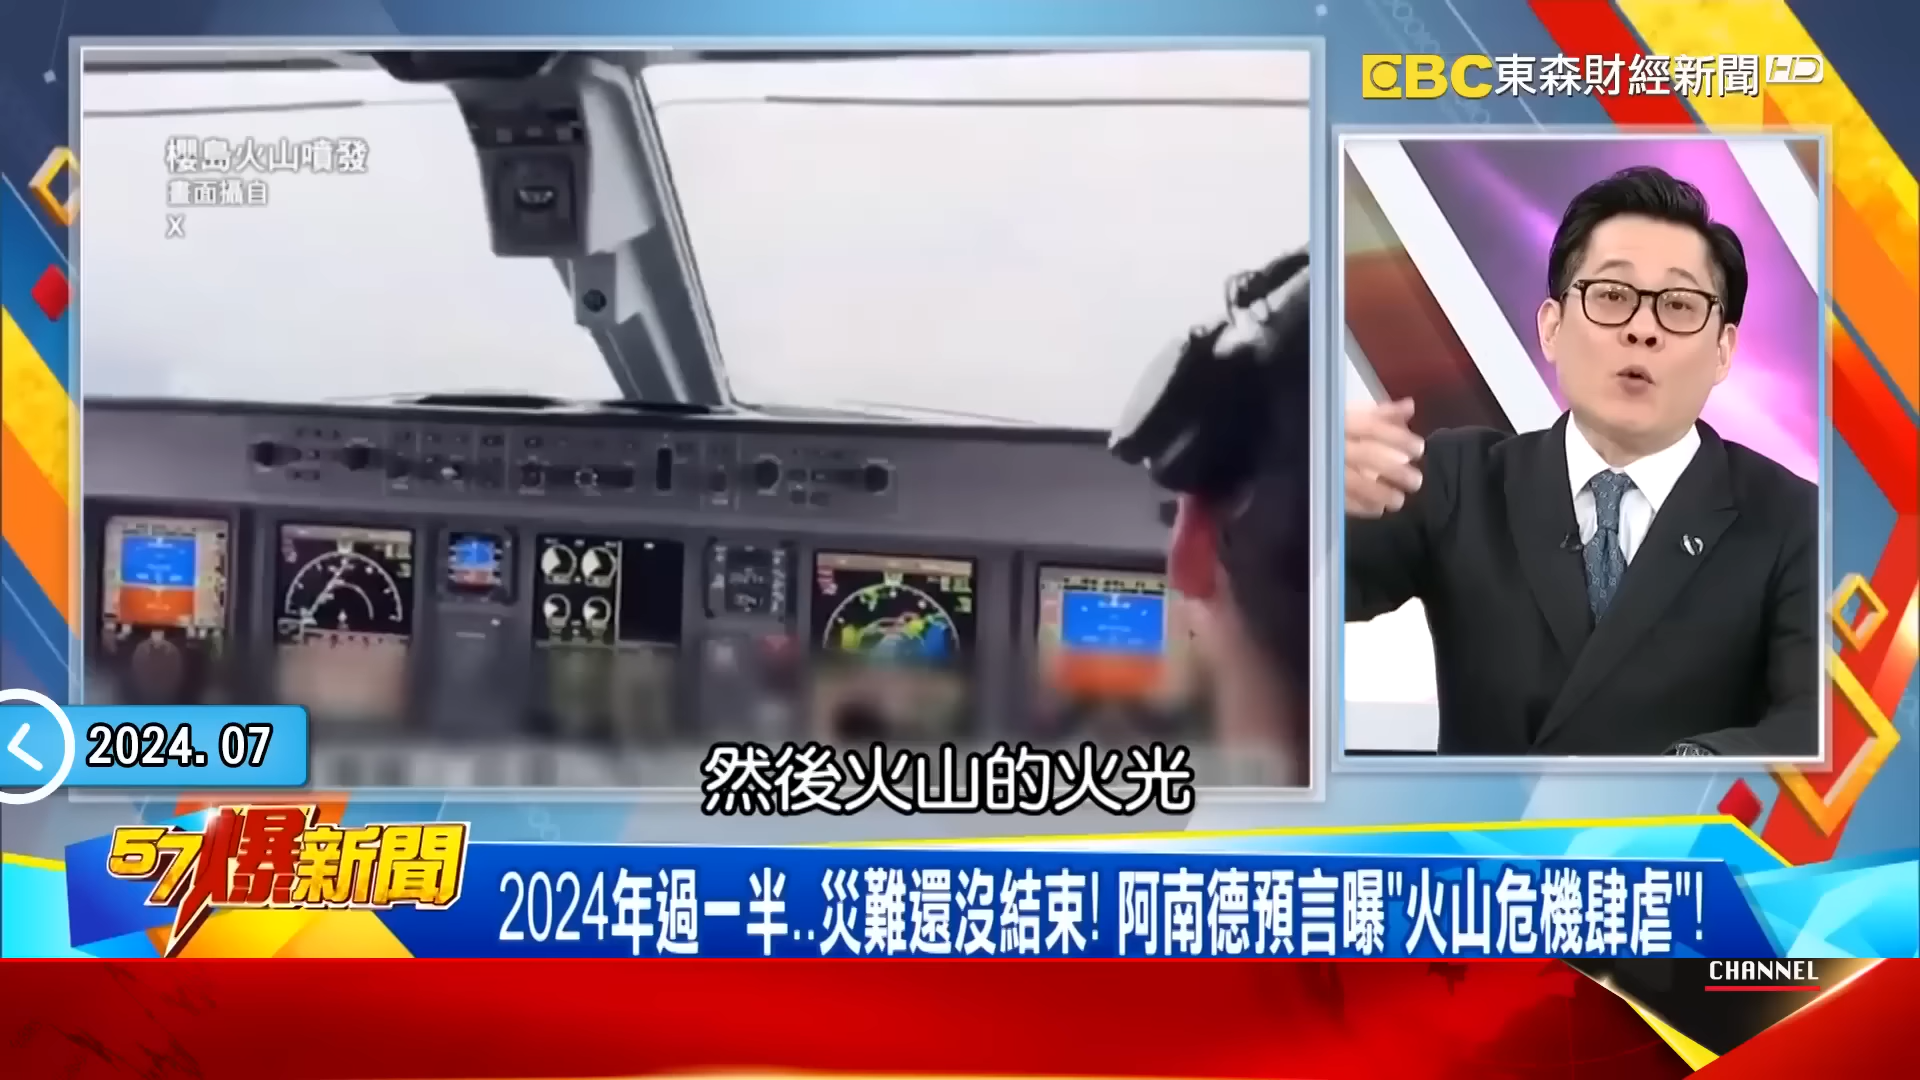 EBC東森財經新聞HD
櫻島火山噴發
畫面攝自
X
2024.07
然後火山的火光
57爆新聞
2024年過一半..災難還沒結束!阿南德預言曝"火山危機肆虐"!
CHANNEL